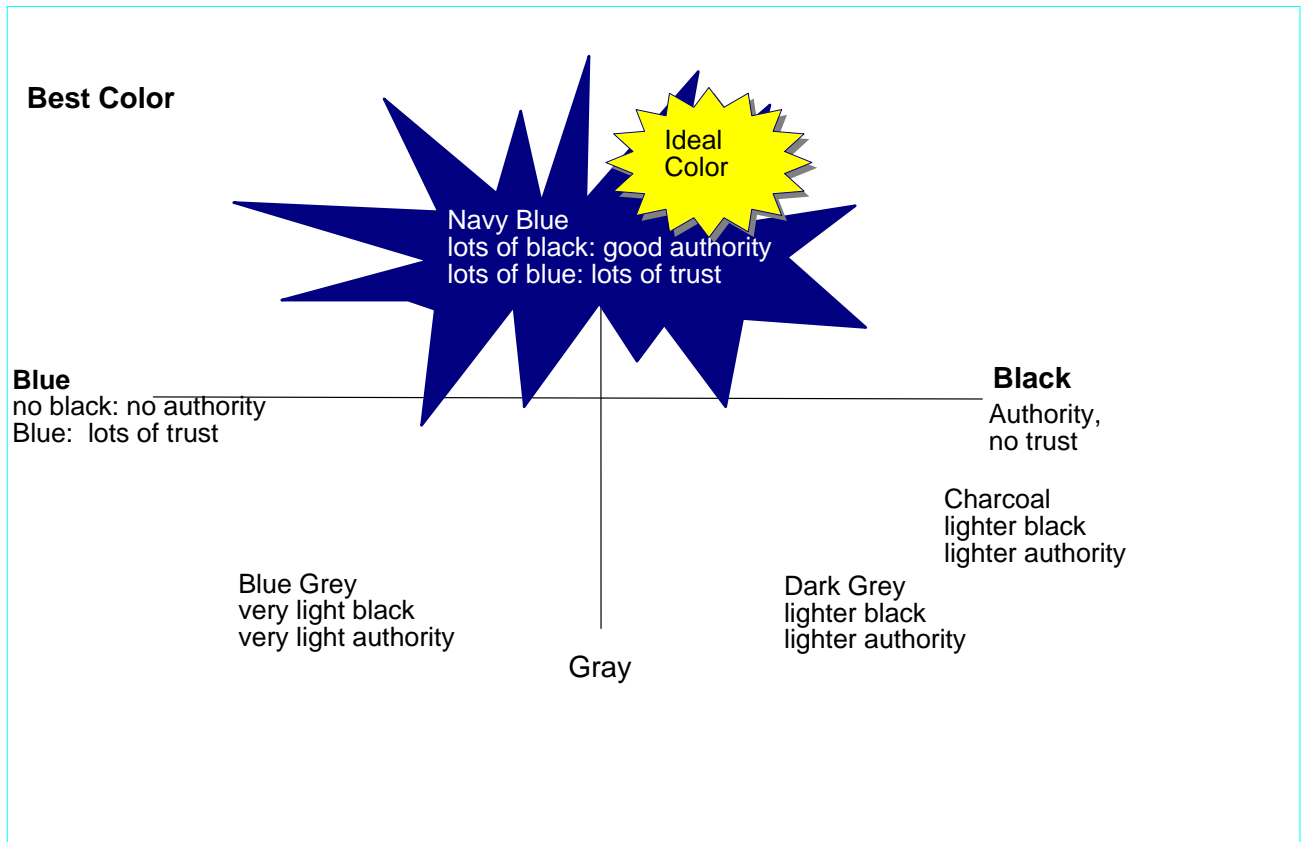 Best Color
Ideal
Color
Navy Blue
lots of black: good authority
lots of blue: lots of trust
Blue
no black: no authority
Blue:  lots of trust
Black
Authority,
no trust
Charcoal
lighter black
lighter authority
Blue Grey
very light black
very light authority
Dark Grey
lighter black
lighter authority
Gray